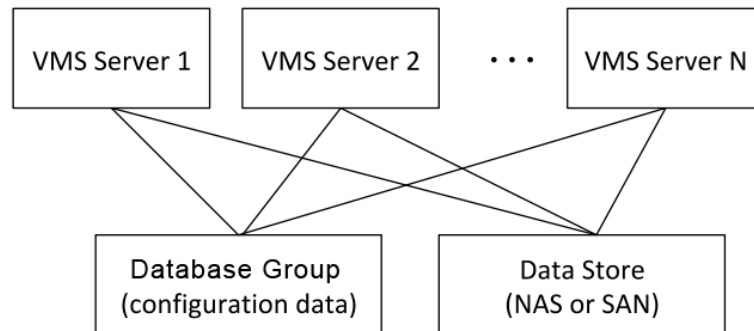 VMS Server 1
VMS Server 2
...
VMS Server N
Database Group
(configuration data)
Data Store
(NAS or SAN)